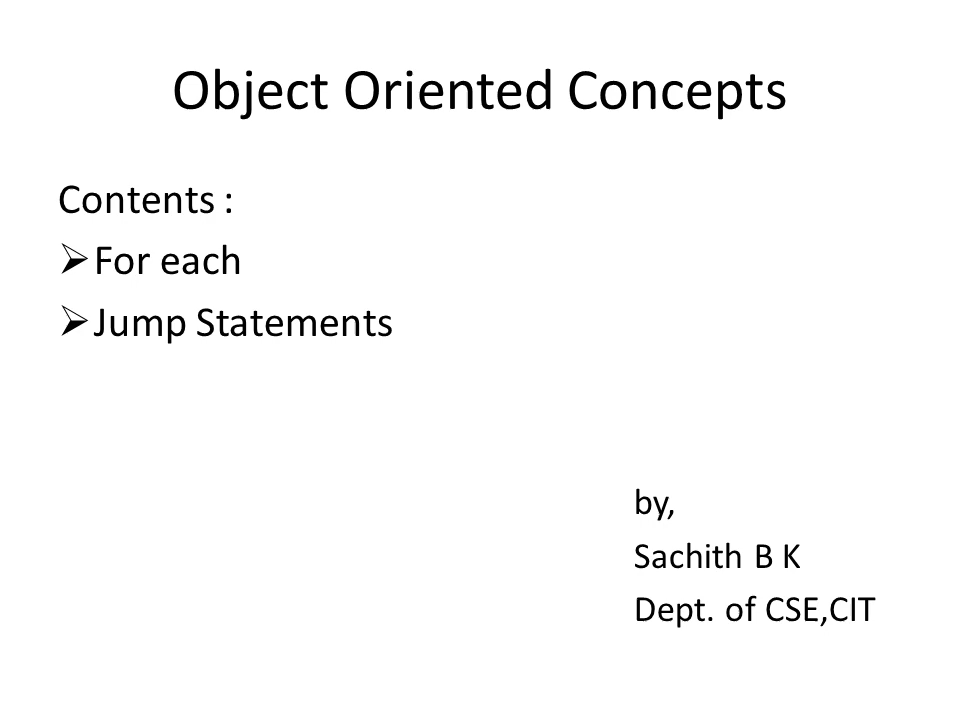 Object Oriented Concepts
Contents :
➢ For each
➢ Jump Statements
by,
Sachith B K
Dept. of CSE,CIT